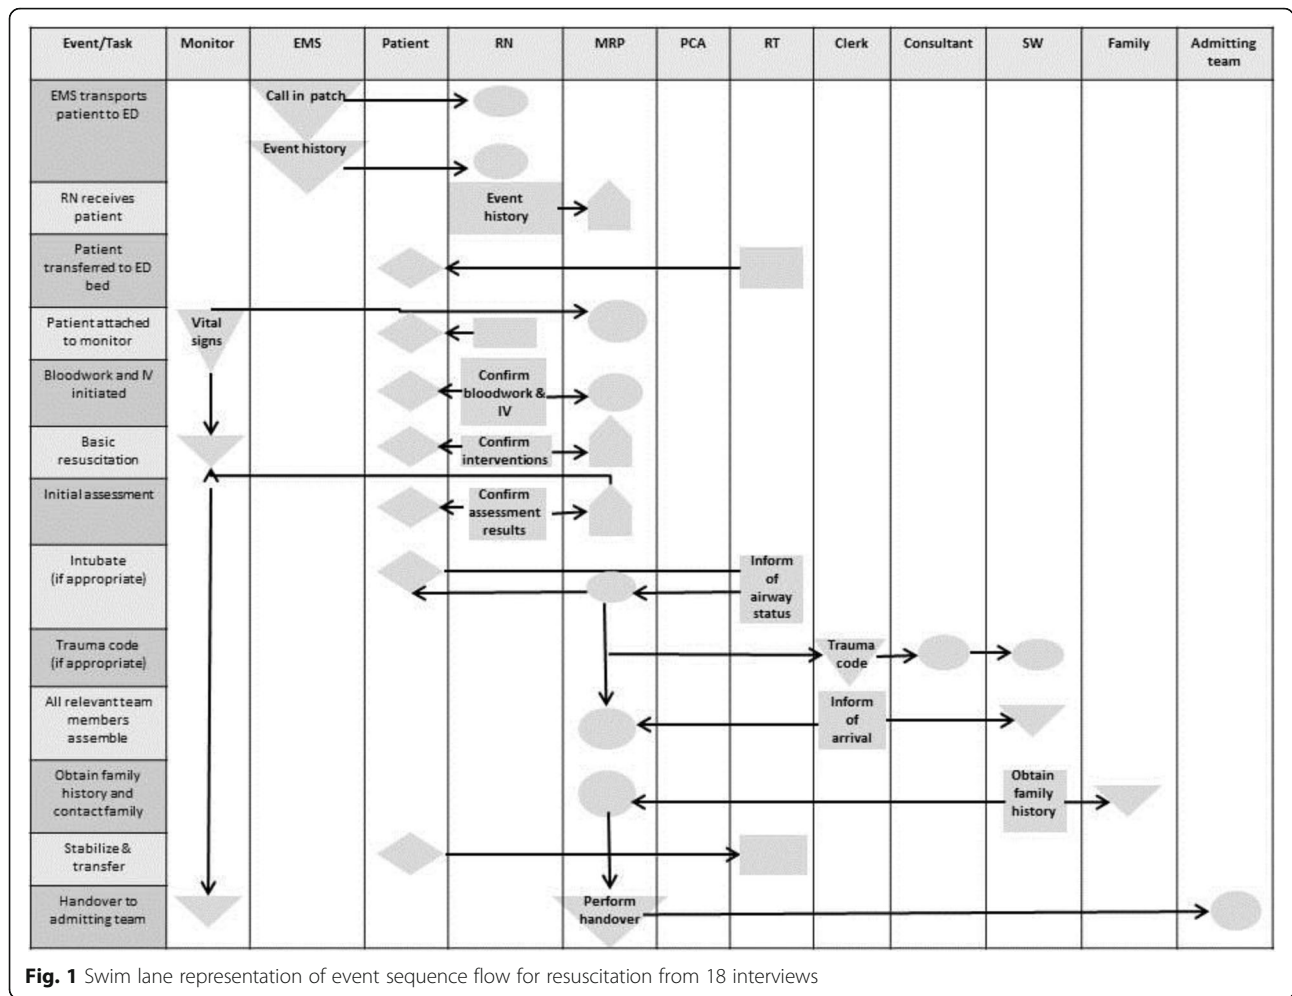 Event/Task Monitor EMS Patient RN MRP PCA RT Clerk Consultant SW Family Admitting
team
EMS transports
patient to ED
Call in patch
Event history
RN receives
patient
Event
history
Patient
transferred to ED
bed
Patient attached
to monitor
Vital
signs
Bloodwork and IV
initiated
Confirm
bloodwork &
IV
Basic
resuscitation
Confirm
interventions
Initial assessment
Confirm
assessment
results
Intubate
(if appropriate)
Inform
of
airway
status
Trauma code
(if appropriate)
Trauma
code
All relevant team
members
assemble
Inform
of
arrival
Obtain family
history and
contact family
Obtain
family
history
Stabilize &
transfer
Handover to
admitting team
Perform
handover
Fig. 1 Swim lane representation of event sequence flow for resuscitation from 18 interviews